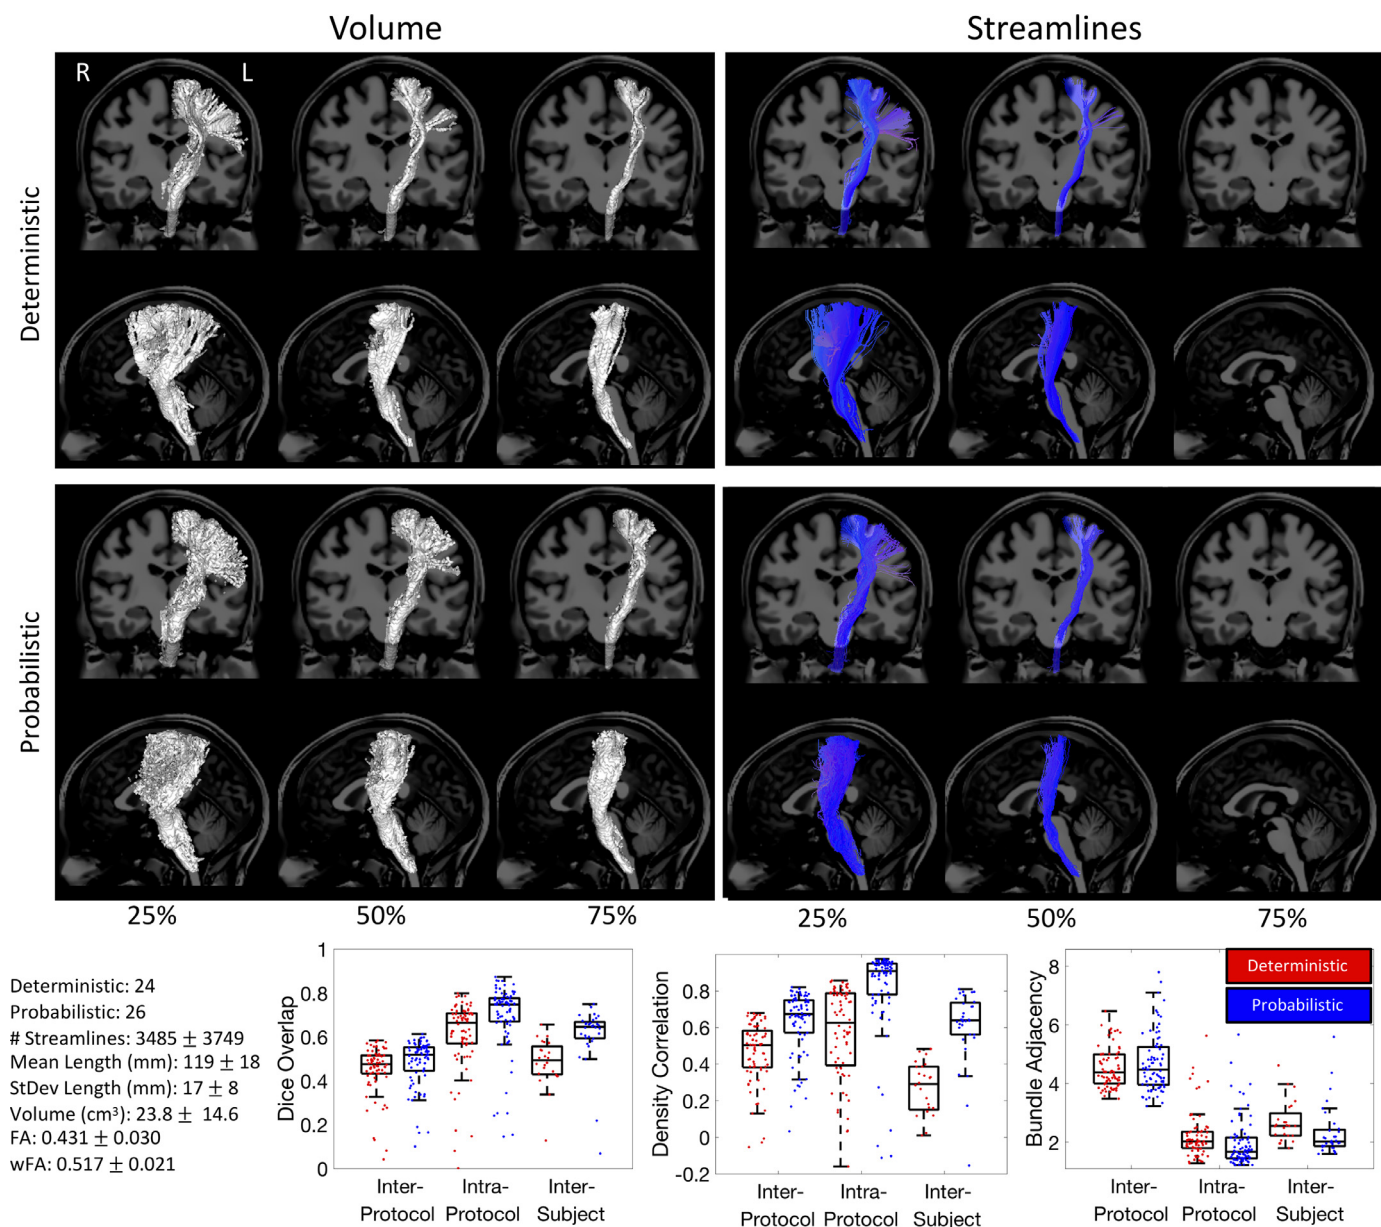 Volume
Streamlines
R L
Deterministic
Probabilistic
25% 50% 75%
25% 50% 75%
Deterministic: 24
Probabilistic: 26
# Streamlines: 3485 ± 3749
Mean Length (mm): 119 ± 18
StDev Length (mm): 17 ± 8
Volume (cm³): 23.8 ± 14.6
FA: 0.431 ± 0.030
wFA: 0.517 ± 0.021
Dice Overlap
1
0.8
0.6
0.4
0.2
0
Inter- Intra- Inter-
Protocol Protocol Subject
Density Correlation
0.8
0.6
0.4
0.2
0
-0.2
Inter- Intra- Inter-
Protocol Protocol Subject
Bundle Adjacency
8
6
4
2
Deterministic
Probabilistic
Inter- Intra- Inter-
Protocol Protocol Subject